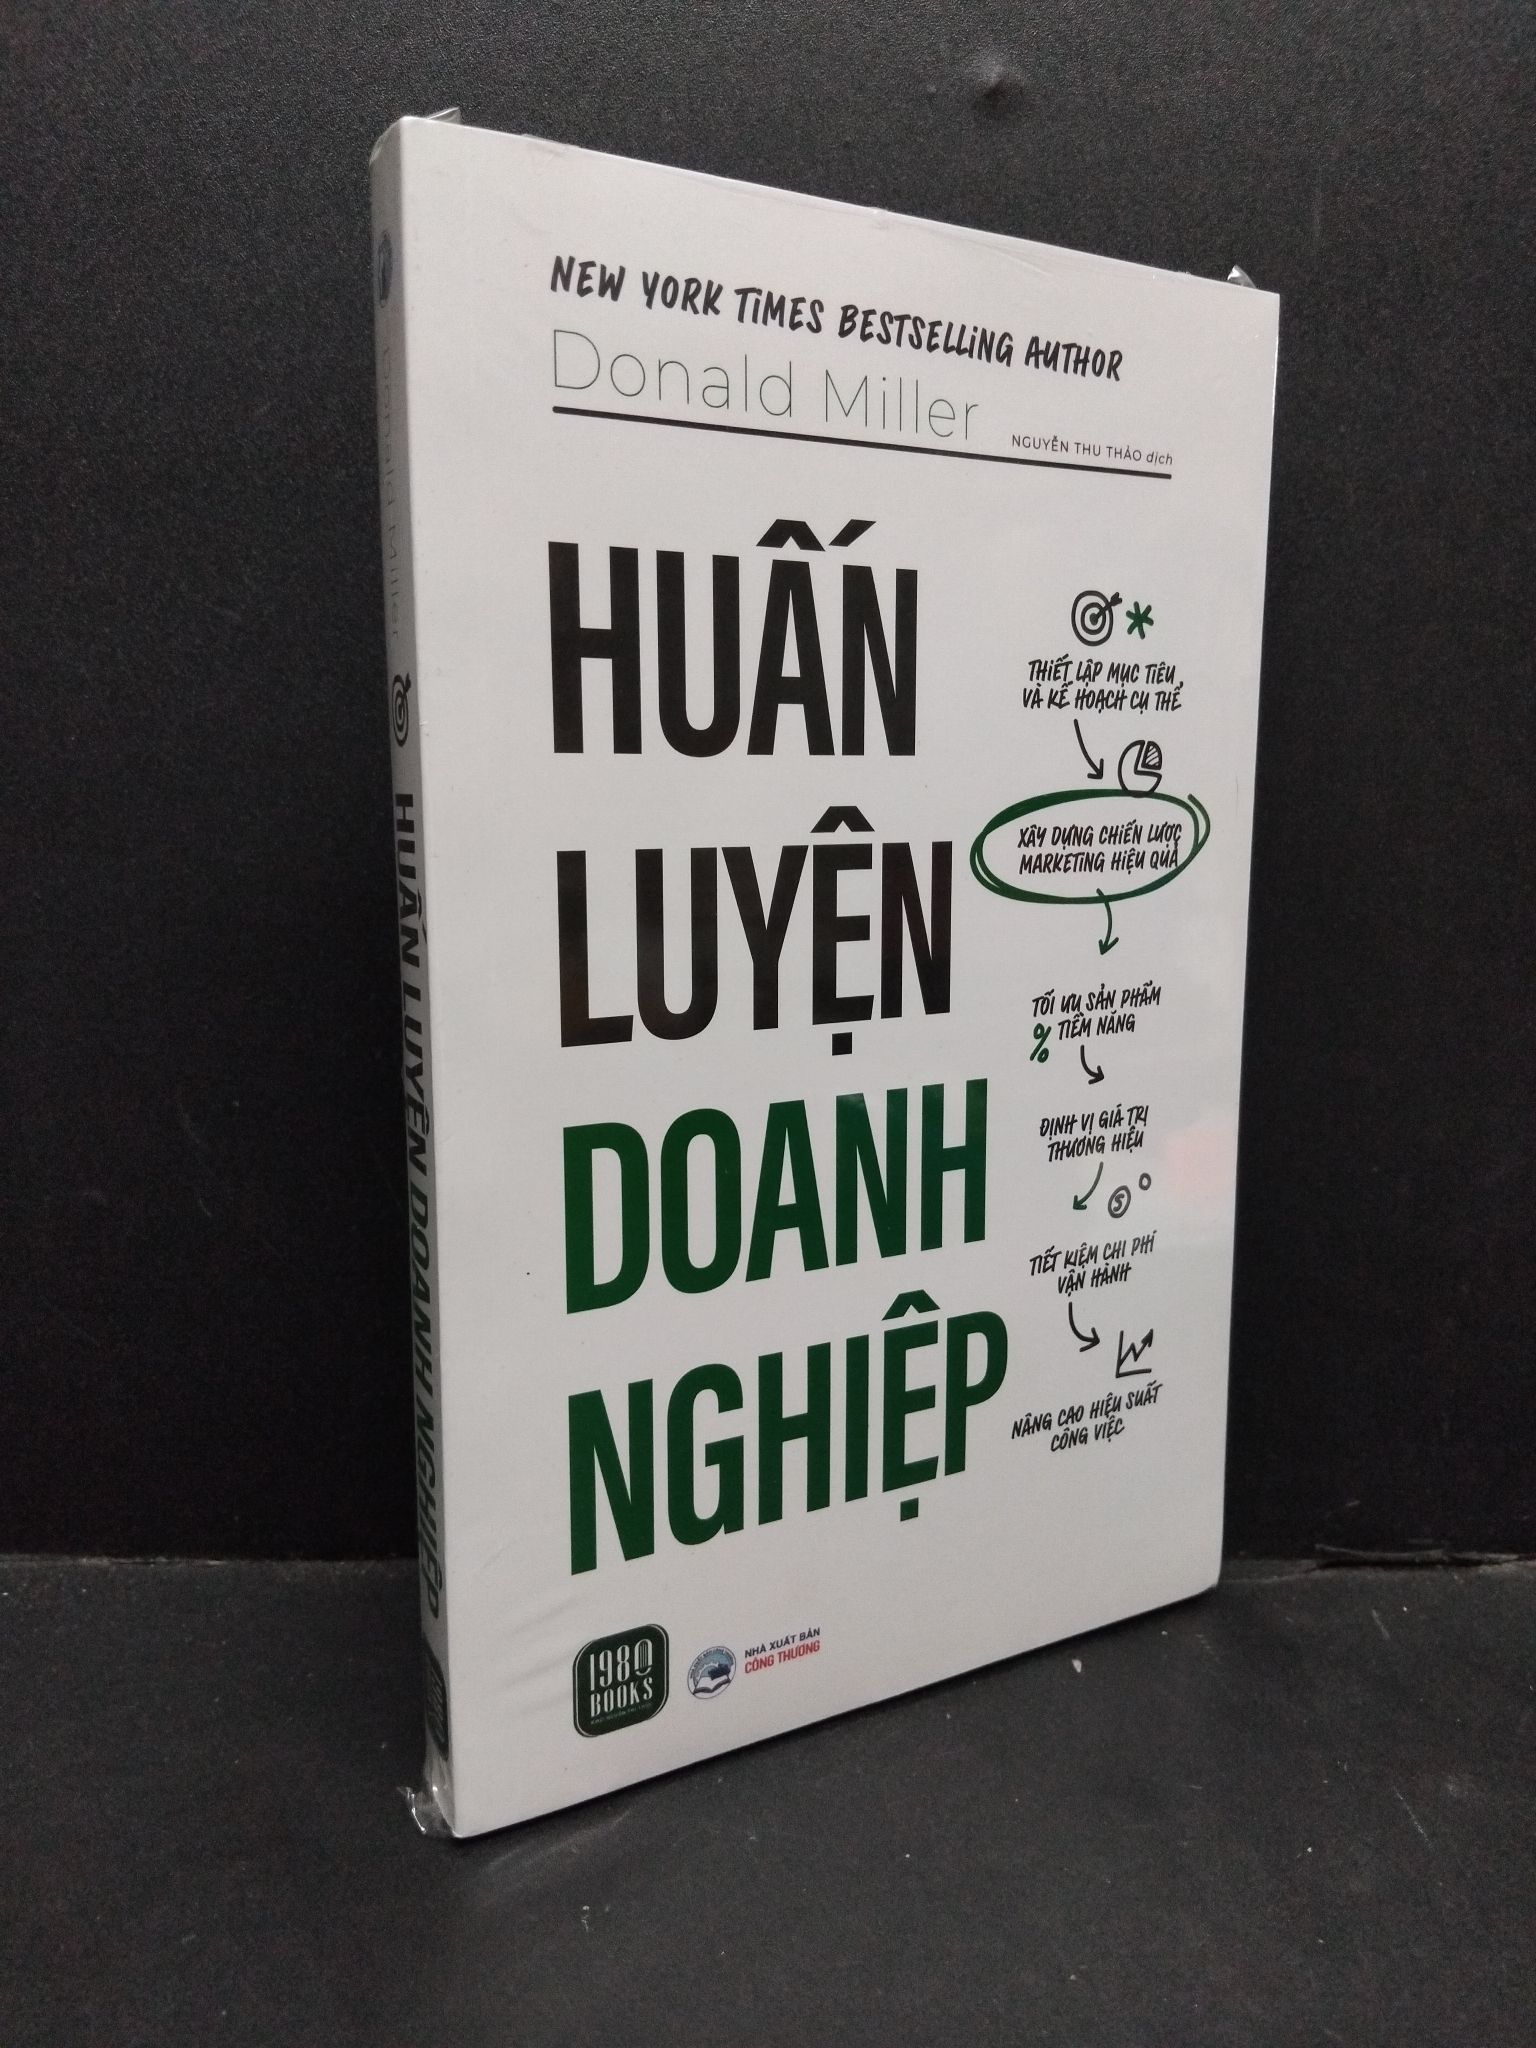 NEW YORK TIMES BESTSELLING AUTHOR
Donald Miller
NGUYỄN THU THẢO dịch
HUẤN
LUYỆN
DOANH
NGHIỆP
THIẾT LẬP MỤC TIÊU
VÀ KẾ HOẠCH CỤ THỂ
XÂY DỰNG CHIẾN LƯỢC
MARKETING HIỆU QUẢ
TỐI ƯU SẢN PHẨM
% TIỀM NĂNG
ĐỊNH VỊ GIÁ TRỊ
THƯƠNG HIỆU
TIẾT KIỆM CHI PHÍ
VẬN HÀNH
NÂNG CAO HIỆU SUẤT
CÔNG VIỆC
1980
BOOKS
NHÀ XUẤT BẢN
CÔNG THƯƠNG
Donald Miller
HUẤN LUYỆN DOANH NGHIỆP